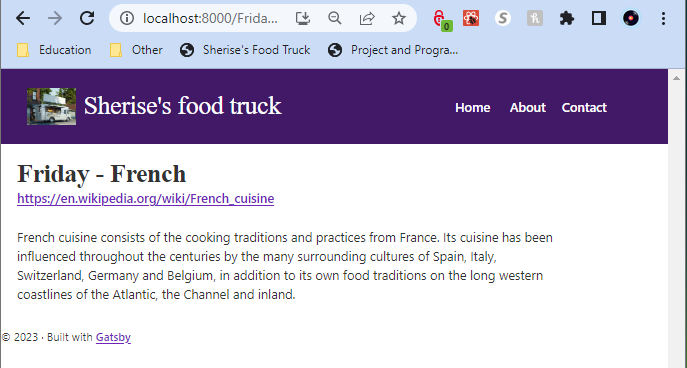 localhost:8000/Frida...
0
Education Other Sherise's Food Truck Project and Progra...
Sherise's food truck Home About Contact
Friday - French
https://en.wikipedia.org/wiki/French_cuisine
French cuisine consists of the cooking traditions and practices from France. Its cuisine has been
influenced throughout the centuries by the many surrounding cultures of Spain, Italy,
Switzerland, Germany and Belgium, in addition to its own food traditions on the long western
coastlines of the Atlantic, the Channel and inland.
© 2023 · Built with Gatsby